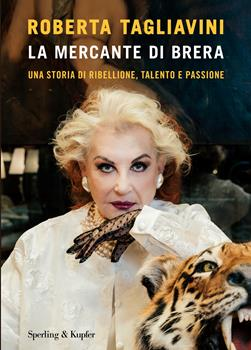 ROBERTA TAGLIAVINI
LA MERCANTE DI BRERA
UNA STORIA DI RIBELLIONE, TALENTO E PASSIONE
Sperling & Kupfer